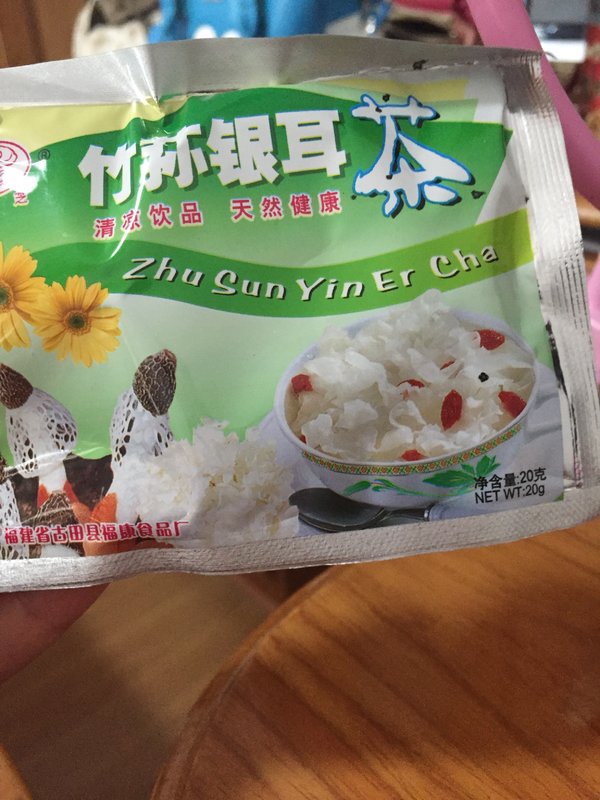 竹荪银耳茶
®
芝
清凉饮品 天然健康
Zhu Sun Yin Er Cha
净含量:20克
NET WT:20g
福建省古田县福康食品厂